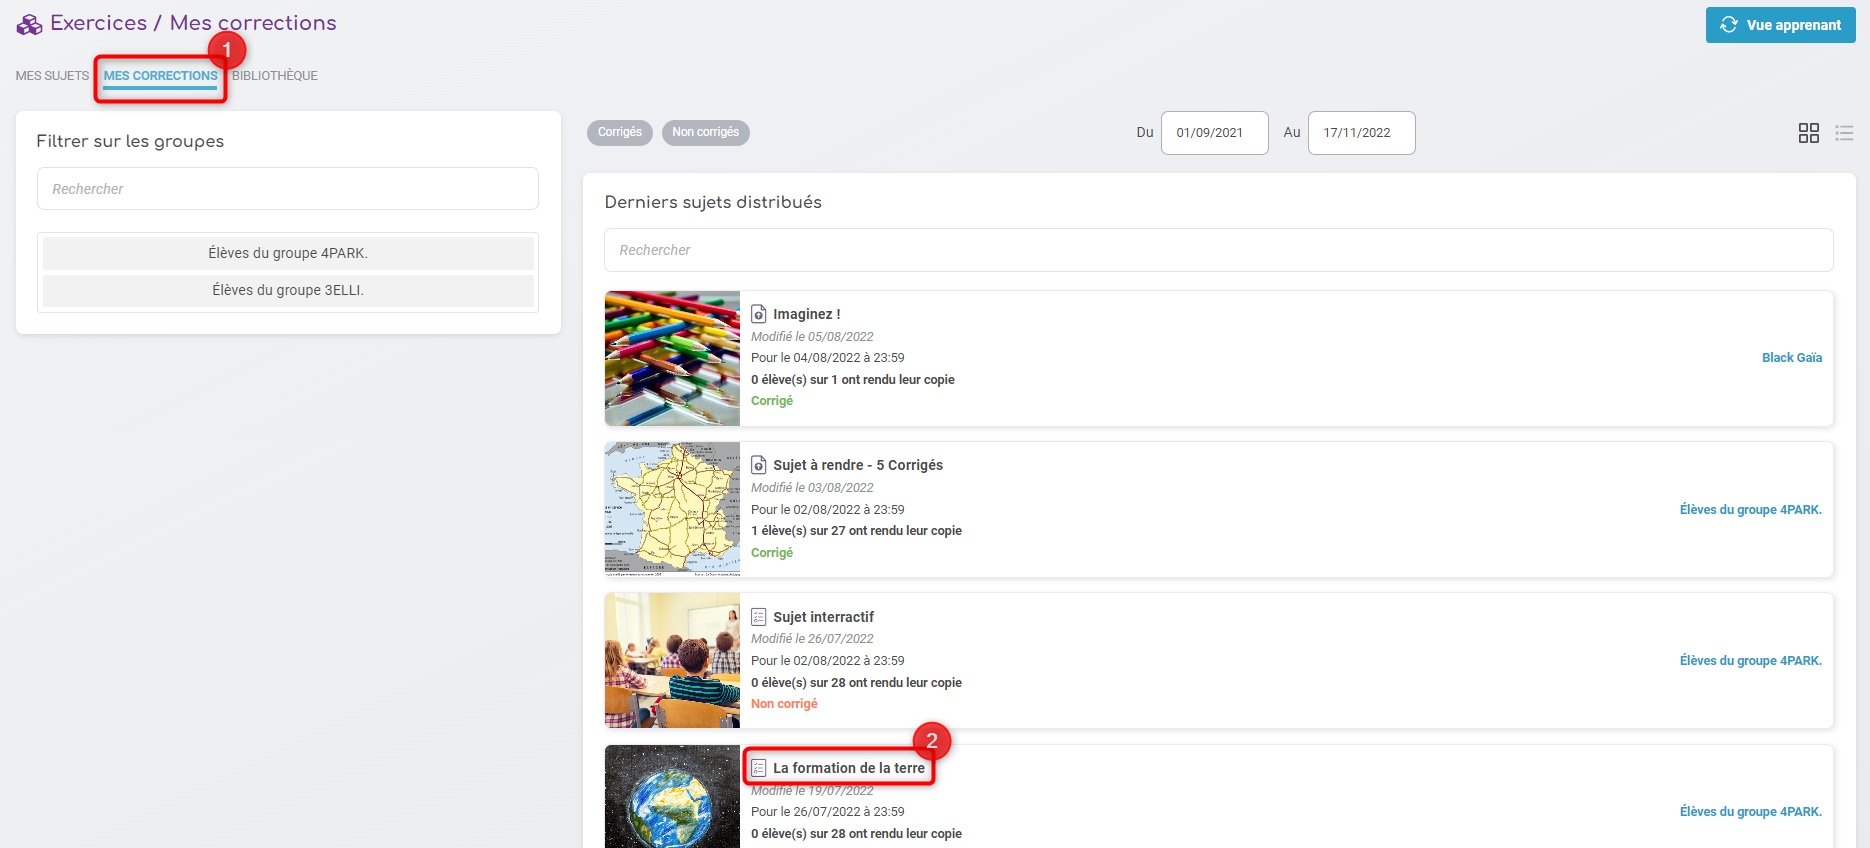 Exercices / Mes corrections
Vue apprenant
1
MES SUJETS MES CORRECTIONS BIBLIOTHÈQUE
Filtrer sur les groupes
Rechercher
Élèves du groupe 4PARK.
Élèves du groupe 3ELLI.
Corrigés Non corrigés
Du 01/09/2021 Au 17/11/2022
Derniers sujets distribués
Rechercher
Imaginez !
Modifié le 05/08/2022
Pour le 04/08/2022 à 23:59
Black Gaïa
0 élève(s) sur 1 ont rendu leur copie
Corrigé
Sujet à rendre - 5 Corrigés
Modifié le 03/08/2022
Pour le 02/08/2022 à 23:59
Élèves du groupe 4PARK.
1 élève(s) sur 27 ont rendu leur copie
Corrigé
Sujet interractif
Modifié le 26/07/2022
Pour le 02/08/2022 à 23:59
Élèves du groupe 4PARK.
0 élève(s) sur 28 ont rendu leur copie
Non corrigé
2
La formation de la terre
Modifié le 19/07/2022
Pour le 26/07/2022 à 23:59
Élèves du groupe 4PARK.
0 élève(s) sur 28 ont rendu leur copie